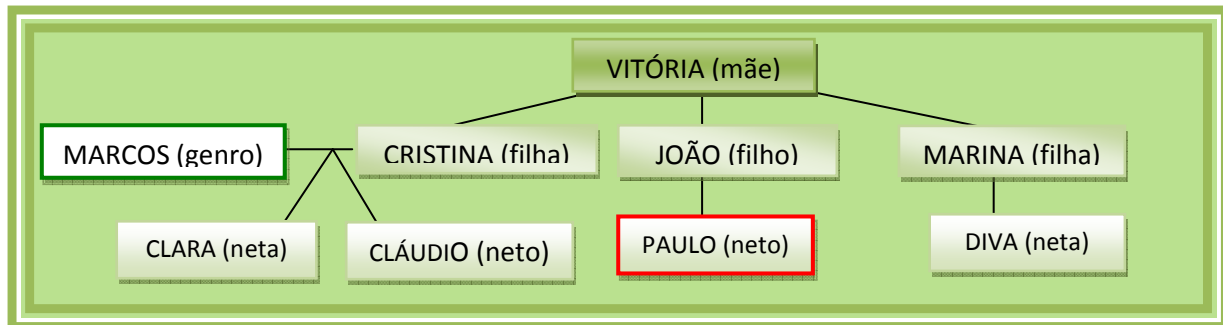 VITÓRIA (mãe)
MARCOS (genro)
CRISTINA (filha)
JOÃO (filho)
MARINA (filha)
CLARA (neta)
CLÁUDIO (neto)
PAULO (neto)
DIVA (neta)